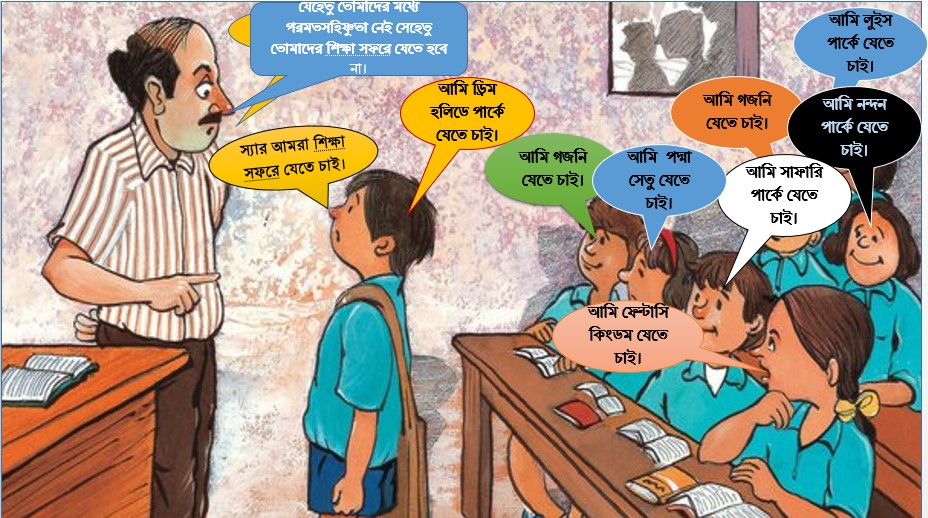 যেহেতু তোমাদের মধ্যে
পরমতসহিষ্ণুতা নেই সেহেতু
তোমাদের শিক্ষা সফরে যেতে হবে
না।
স্যার আমরা শিক্ষা
সফরে যেতে চাই।
আমি ড্রিম
হলিডে পার্কে
যেতে চাই।
আমি গজনি
যেতে চাই।
আমি পদ্মা
সেতু যেতে
চাই।
আমি গজনি
যেতে চাই।
আমি সাফারি
পার্কে যেতে
চাই।
আমি লুইস
পার্কে যেতে
চাই।
আমি নন্দন
পার্কে যেতে
চাই।
আমি ফেন্টাসি
কিংডম যেতে
চাই।